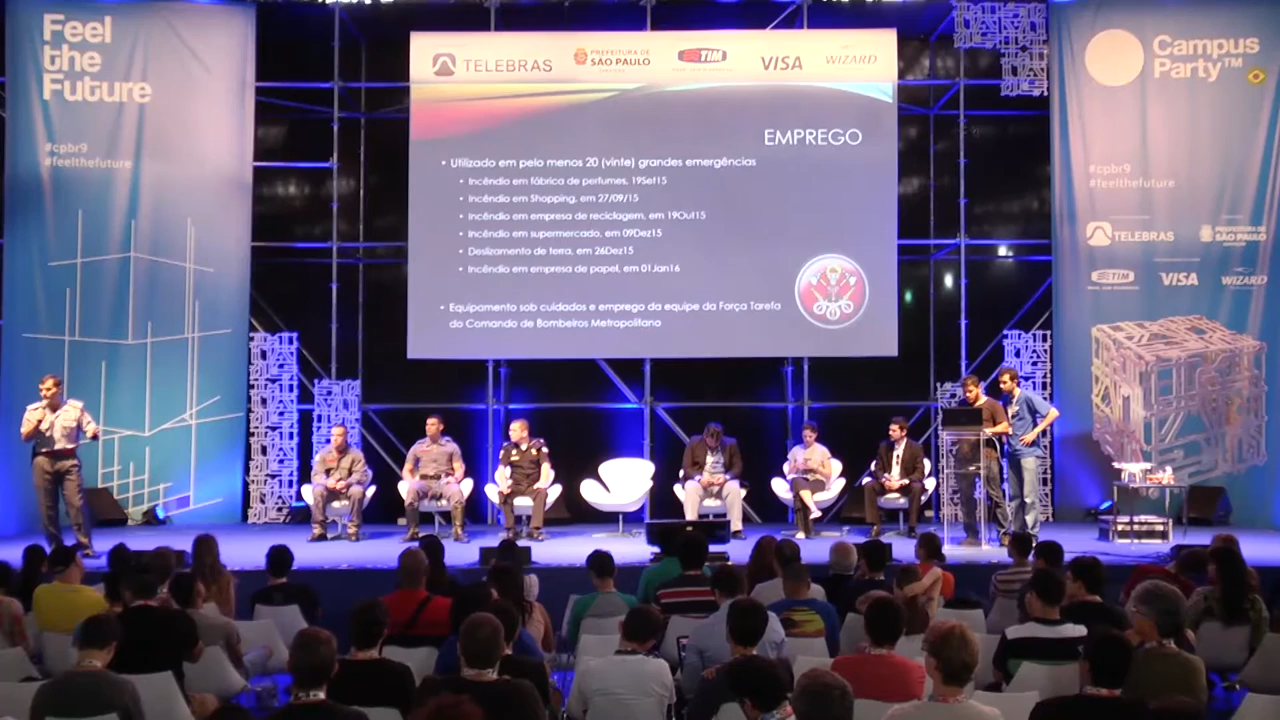 Feel
the
Future
#cpbr9
#feelthefuture
TELEBRAS
PREFEITURA DE
SÃO PAULO
TIM
VISA
WIZARD
EMPREGO
• Utilizado em pelo menos 20 (vinte) grandes emergências
• Incêndio em fábrica de perfumes, 19Set15
• Incêndio em Shopping, em 27/09/15
• Incêndio em empresa de reciclagem, em 19Out15
• Incêndio em supermercado, em 09Dez15
• Deslizamento de terra, em 26Dez15
• Incêndio em empresa de papel, em 01Jan16
• Equipamento sob cuidados e emprego da equipe da Força Tarefa
do Comando de Bombeiros Metropolitano
Campus
Party™
#cpbr9
#feelthefuture
TELEBRAS
PREFEITURA DE
SÃO PAULO
TIM
VISA
WIZARD